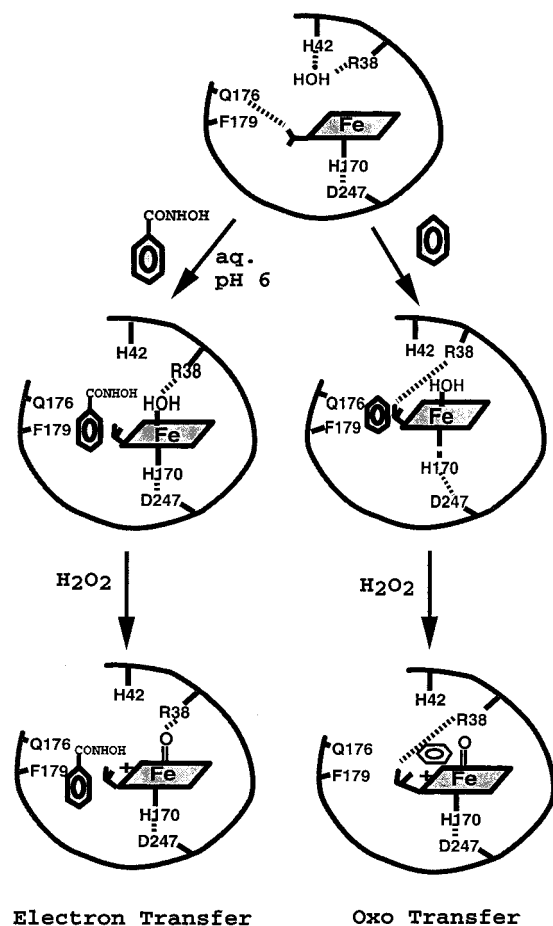 H42
HOH R38
Q176
F179 Fe
H170
D247
CONHOH
aq.
pH 6
H42
R38
CONHOH HOH
Q176
F179 Fe
H170
D247
H42 R38
HOH
Q176
F179 Fe
H170
D247
H2O2
H2O2
H42
R38
CONHOH O
Q176
F179 + Fe
H170
D247
H42
R38
O
Q176
F179 + Fe
H170
D247
Electron Transfer
Oxo Transfer